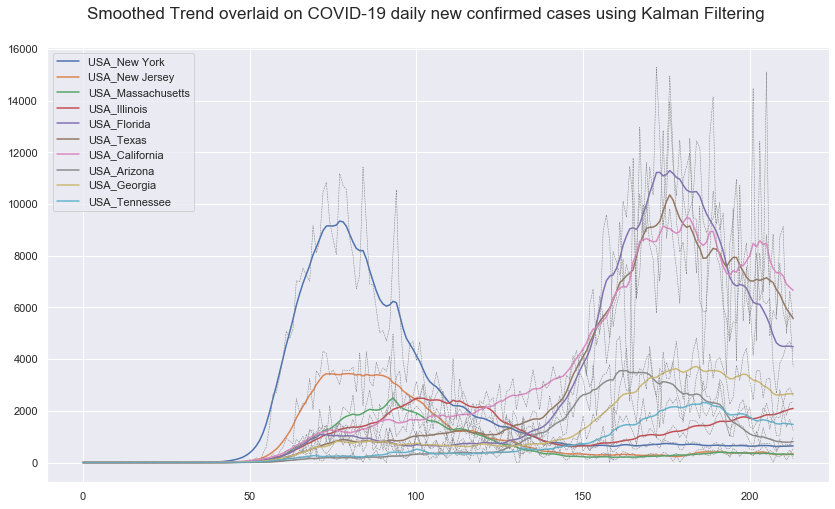 Smoothed Trend overlaid on COVID-19 daily new confirmed cases using Kalman Filtering
16000
14000
12000
10000
8000
6000
4000
2000
0
USA_New York
USA_New Jersey
USA_Massachusetts
USA_Illinois
USA_Florida
USA_Texas
USA_California
USA_Arizona
USA_Georgia
USA_Tennessee
0 50 100 150 200